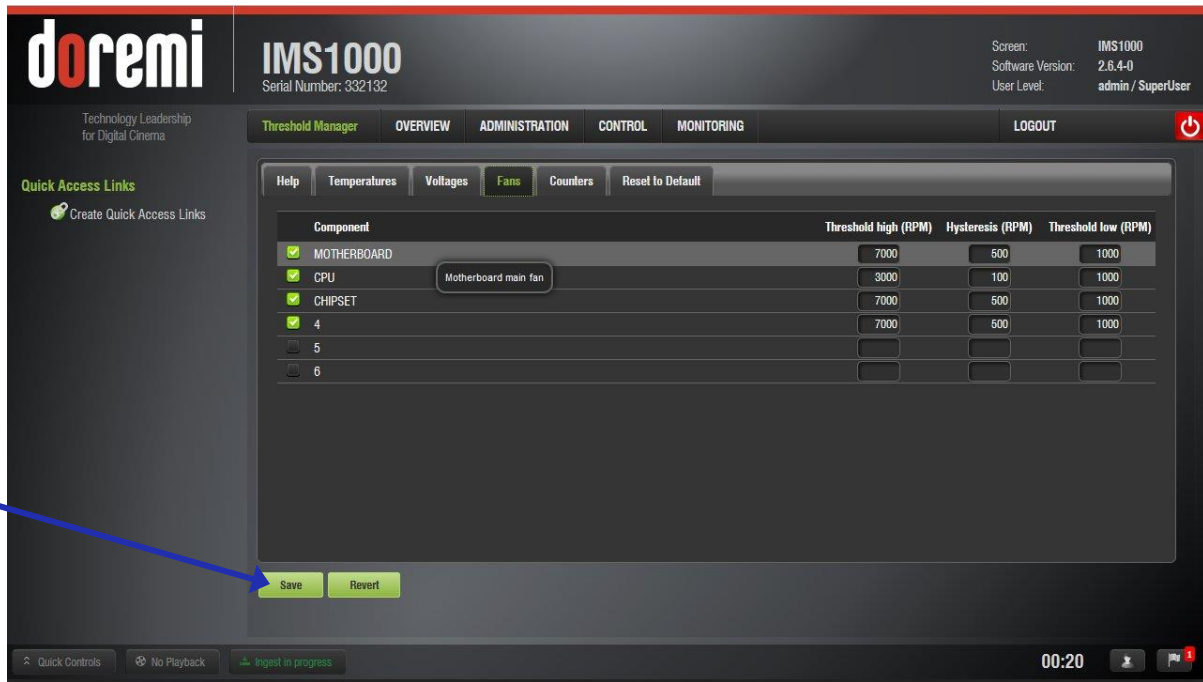 doremi
Technology Leadership
for Digital Cinema
IMS1000
Serial Number: 332132
Screen: IMS1000
Software Version: 2.6.4-0
User Level: admin / SuperUser
Threshold Manager OVERVIEW ADMINISTRATION CONTROL MONITORING LOGOUT
Quick Access Links
Create Quick Access Links
Help Temperatures Voltages Fans Counters Reset to Default
Component Threshold high (RPM) Hysteresis (RPM) Threshold low (RPM)
MOTHERBOARD 7000 500 1000
CPU 3000 100 1000
Motherboard main fan
CHIPSET 7000 500 1000
4 7000 500 1000
5
6
Save Revert
Quick Controls No Playback Ingest in progress 00:20 1